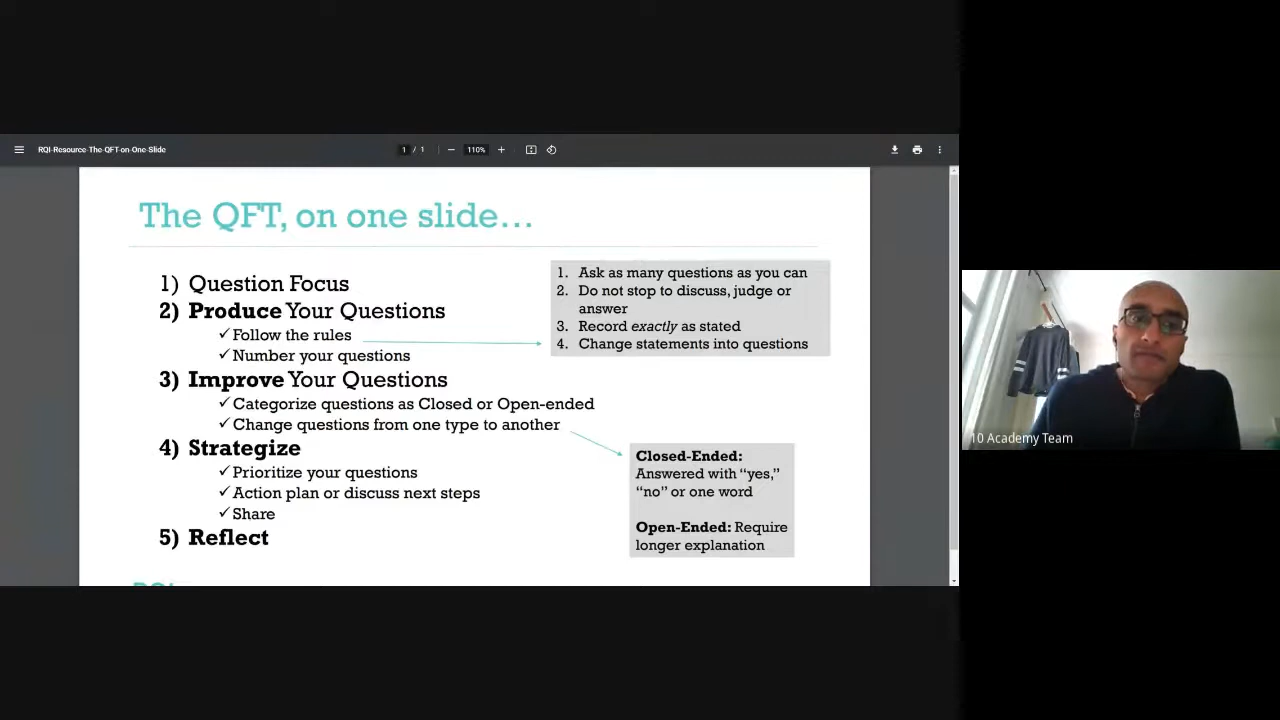 RQI-Resource-The-QFT-on-One-Slide
1 / 1
110%
The QFT, on one slide…
1) Question Focus
2) Produce Your Questions
✓Follow the rules
✓Number your questions
3) Improve Your Questions
✓Categorize questions as Closed or Open-ended
✓Change questions from one type to another
4) Strategize
✓Prioritize your questions
✓Action plan or discuss next steps
✓Share
5) Reflect
1. Ask as many questions as you can
2. Do not stop to discuss, judge or
answer
3. Record exactly as stated
4. Change statements into questions
Closed-Ended:
Answered with “yes,”
“no” or one word
Open-Ended: Require
longer explanation
10 Academy Team